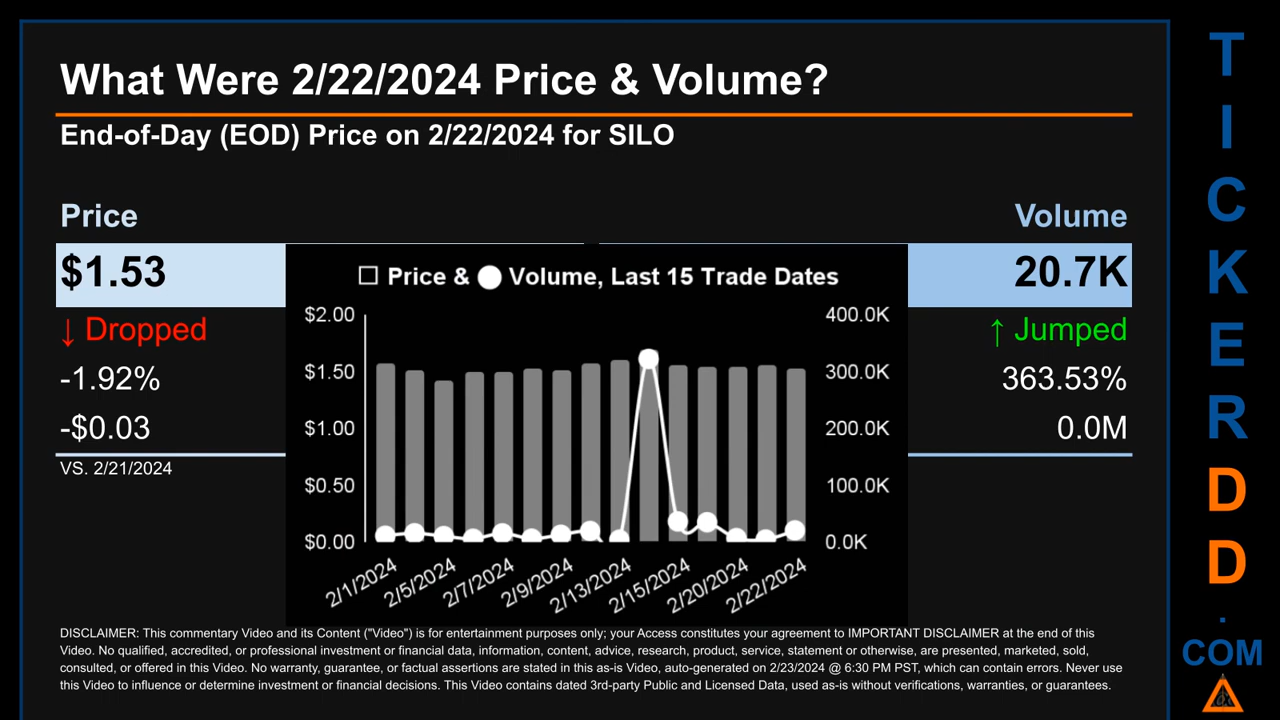 What Were 2/22/2024 Price & Volume?
End-of-Day (EOD) Price on 2/22/2024 for SILO
Price
Volume
$1.53
20.7K
↓ Dropped
↑ Jumped
-1.92%
363.53%
-$0.03
0.0M
VS. 2/21/2024
Price & Volume, Last 15 Trade Dates
$2.00
400.0K
$1.50
300.0K
$1.00
200.0K
$0.50
100.0K
$0.00
0.0K
2/1/2024
2/5/2024
2/7/2024
2/9/2024
2/13/2024
2/15/2024
2/20/2024
2/22/2024
DISCLAIMER: This commentary Video and its Content ("Video") is for entertainment purposes only; your Access constitutes your agreement to IMPORTANT DISCLAIMER at the end of this
Video. No qualified, accredited, or professional investment or financial data, information, content, advice, research, product, service, statement or otherwise, are presented, marketed, sold,
consulted, or offered in this Video. No warranty, guarantee, or factual assertions are stated in this as-is Video, auto-generated on 2/23/2024 @ 6:30 PM PST, which can contain errors. Never use
this Video to influence or determine investment or financial decisions. This Video contains dated 3rd-party Public and Licensed Data, used as-is without verifications, warranties, or guarantees.
T
I
C
K
E
R
D
D
.
COM